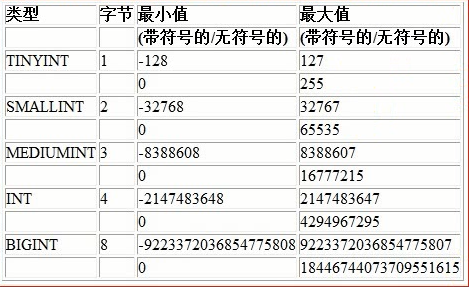 类型 字节 最小值 最大值
(带符号的/无符号的) (带符号的/无符号的)
TINYINT 1 -128 127
0 255
SMALLINT 2 -32768 32767
0 65535
MEDIUMINT 3 -8388608 8388607
0 16777215
INT 4 -2147483648 2147483647
0 4294967295
BIGINT 8 -9223372036854775808 9223372036854775807
0 18446744073709551615